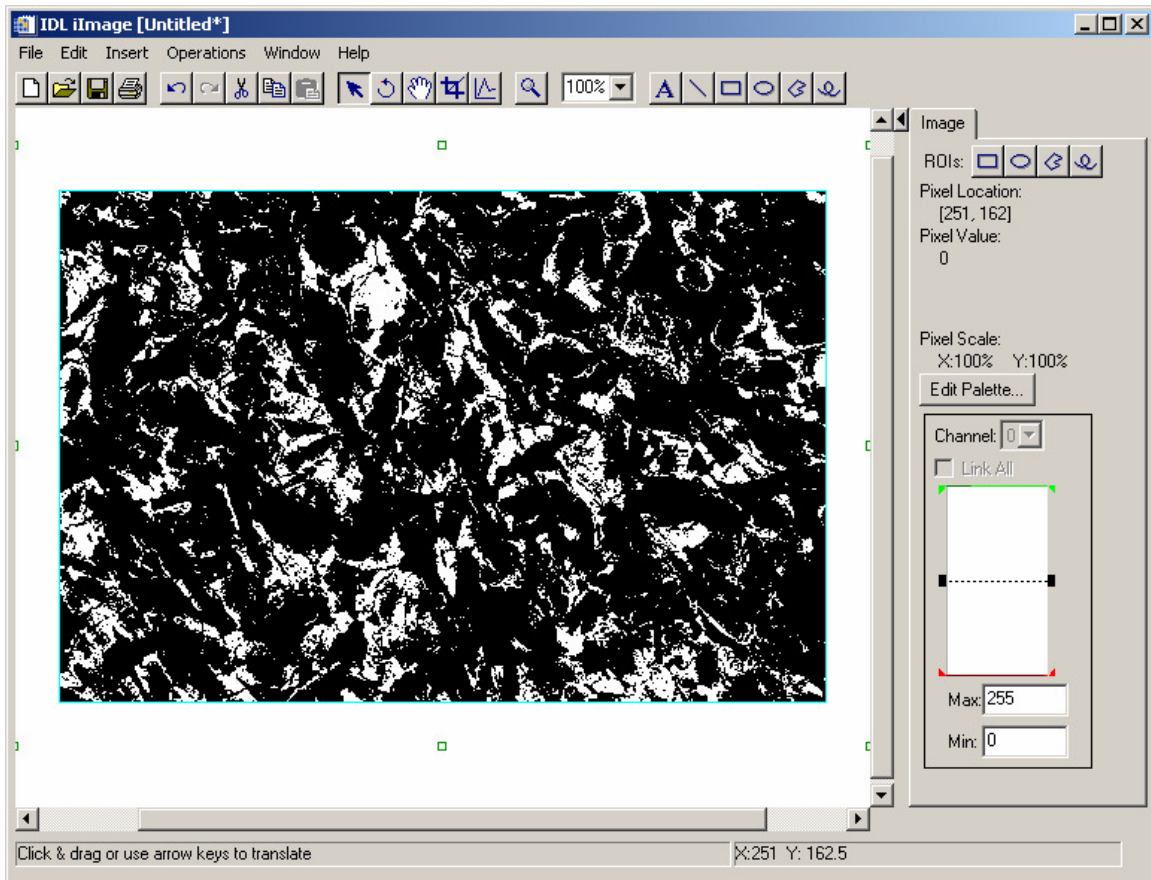 IDL iImage [Untitled*]
File Edit Insert Operations Window Help
100%
A
Image
ROIs:
Pixel Location:
[251, 162]
Pixel Value:
0
Pixel Scale:
X:100% Y:100%
Edit Palette...
Channel: 0
Link All
Max: 255
Min: 0
Click & drag or use arrow keys to translate
X:251 Y: 162.5